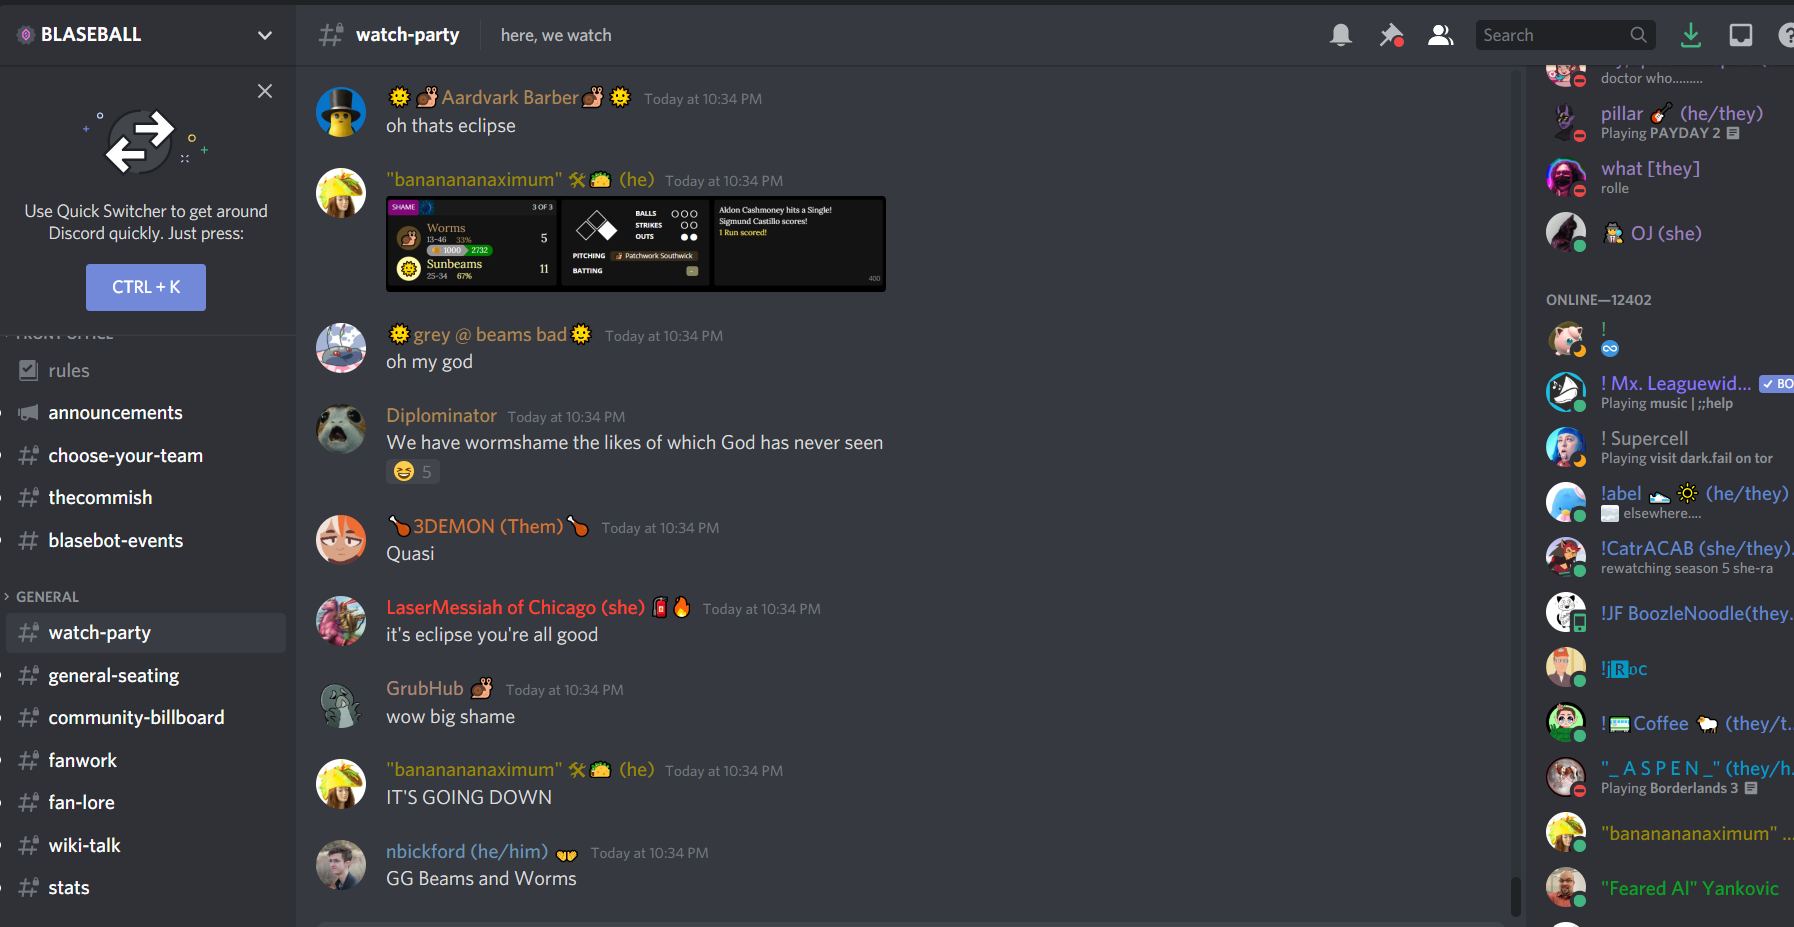 BLASEBALL
Use Quick Switcher to get around
Discord quickly. Just press:
CTRL + K
FRONT OFFICE
rules
announcements
choose-your-team
thecommish
blasebot-events
GENERAL
watch-party
general-seating
community-billboard
fanwork
fan-lore
wiki-talk
stats
watch-party
here, we watch
Search
Aardvark Barber Today at 10:34 PM
oh thats eclipse
"banananananaximum" (he) Today at 10:34 PM
SHAME
3 OF 3
Worms
13-46 33%
5
1000 2732
Sunbeams
25-34 67%
11
BALLS
STRIKES
OUTS
PITCHING Patchwork Southwick
BATTING -
Aldon Cashmoney hits a Single!
Sigmund Castillo scores!
1 Run scored!
400
grey @ beams bad Today at 10:34 PM
oh my god
Diplominator Today at 10:34 PM
We have wormshame the likes of which God has never seen
5
3DEMON (Them) Today at 10:34 PM
Quasi
LaserMessiah of Chicago (she) Today at 10:34 PM
it's eclipse you're all good
GrubHub Today at 10:34 PM
wow big shame
"banananananaximum" (he) Today at 10:34 PM
IT'S GOING DOWN
nbickford (he/him) Today at 10:34 PM
GG Beams and Worms
doctor who.........
pillar (he/they)
Playing PAYDAY 2
what [they]
rolle
OJ (she)
ONLINE—12402
!
! Mx. Leaguewid... BO
Playing music | ;;help
! Supercell
Playing visit dark.fail on tor
!abel (he/they)
elsewhere....
!CatrACAB (she/they).
rewatching season 5 she-ra
!JF BoozleNoodle(they.
!jRoc
! Coffee (they/t..
"_ A S P E N _" (they/h.
Playing Borderlands 3
"banananananaximum" ...
"Feared Al" Yankovic